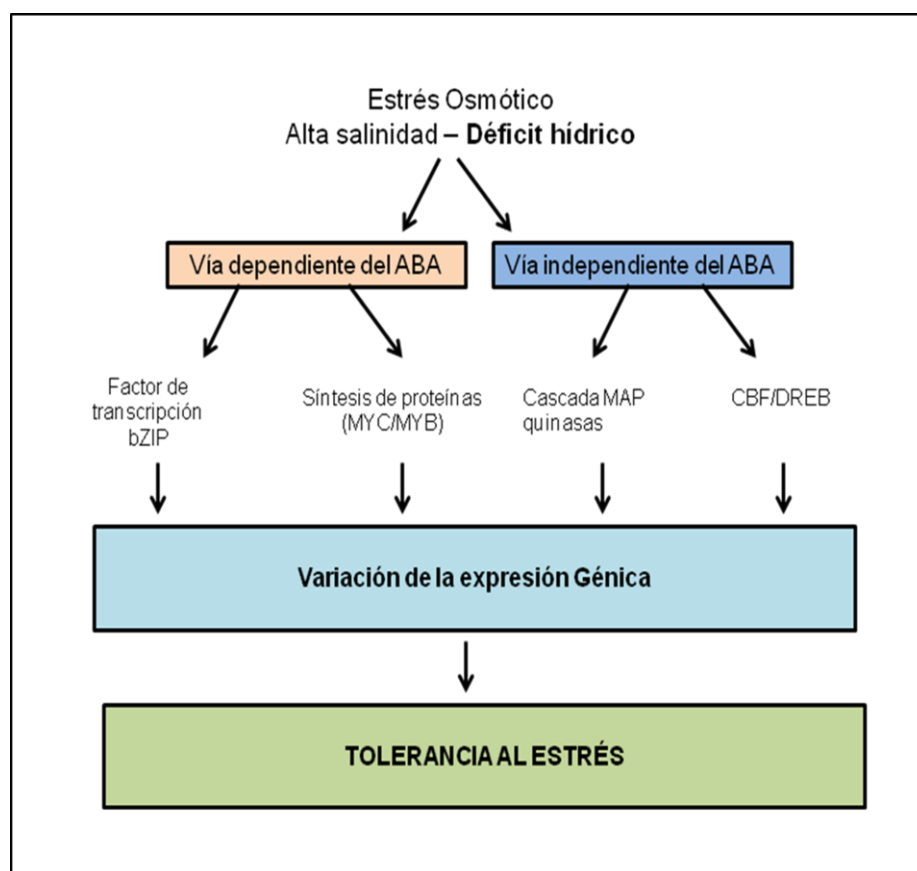 Estrés Osmótico
Alta salinidad – Déficit hídrico
Vía dependiente del ABA
Vía independiente del ABA
Factor de
transcripción
bZIP
Síntesis de proteínas
(MYC/MYB)
Cascada MAP
quinasas
CBF/DREB
Variación de la expresión Génica
TOLERANCIA AL ESTRÉS